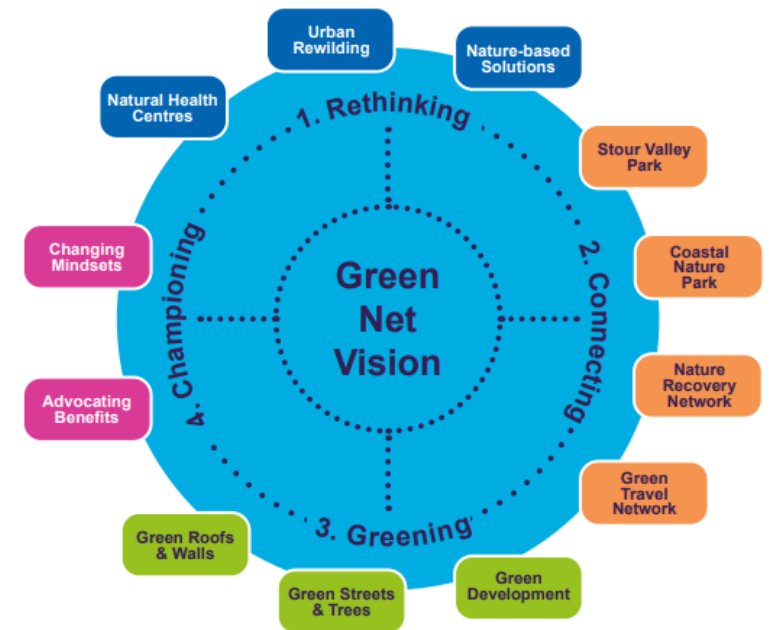 Urban
Rewilding
Nature-based
Solutions
Natural Health
Centres
1. Rethinking
Stour Valley
Park
Changing
Mindsets
4. Championing
Green
Net
Vision
2. Connecting
Coastal
Nature
Park
Nature
Recovery
Network
Advocating
Benefits
Green
Travel
Network
3. Greening
Green Roofs
& Walls
Green Streets
& Trees
Green
Development